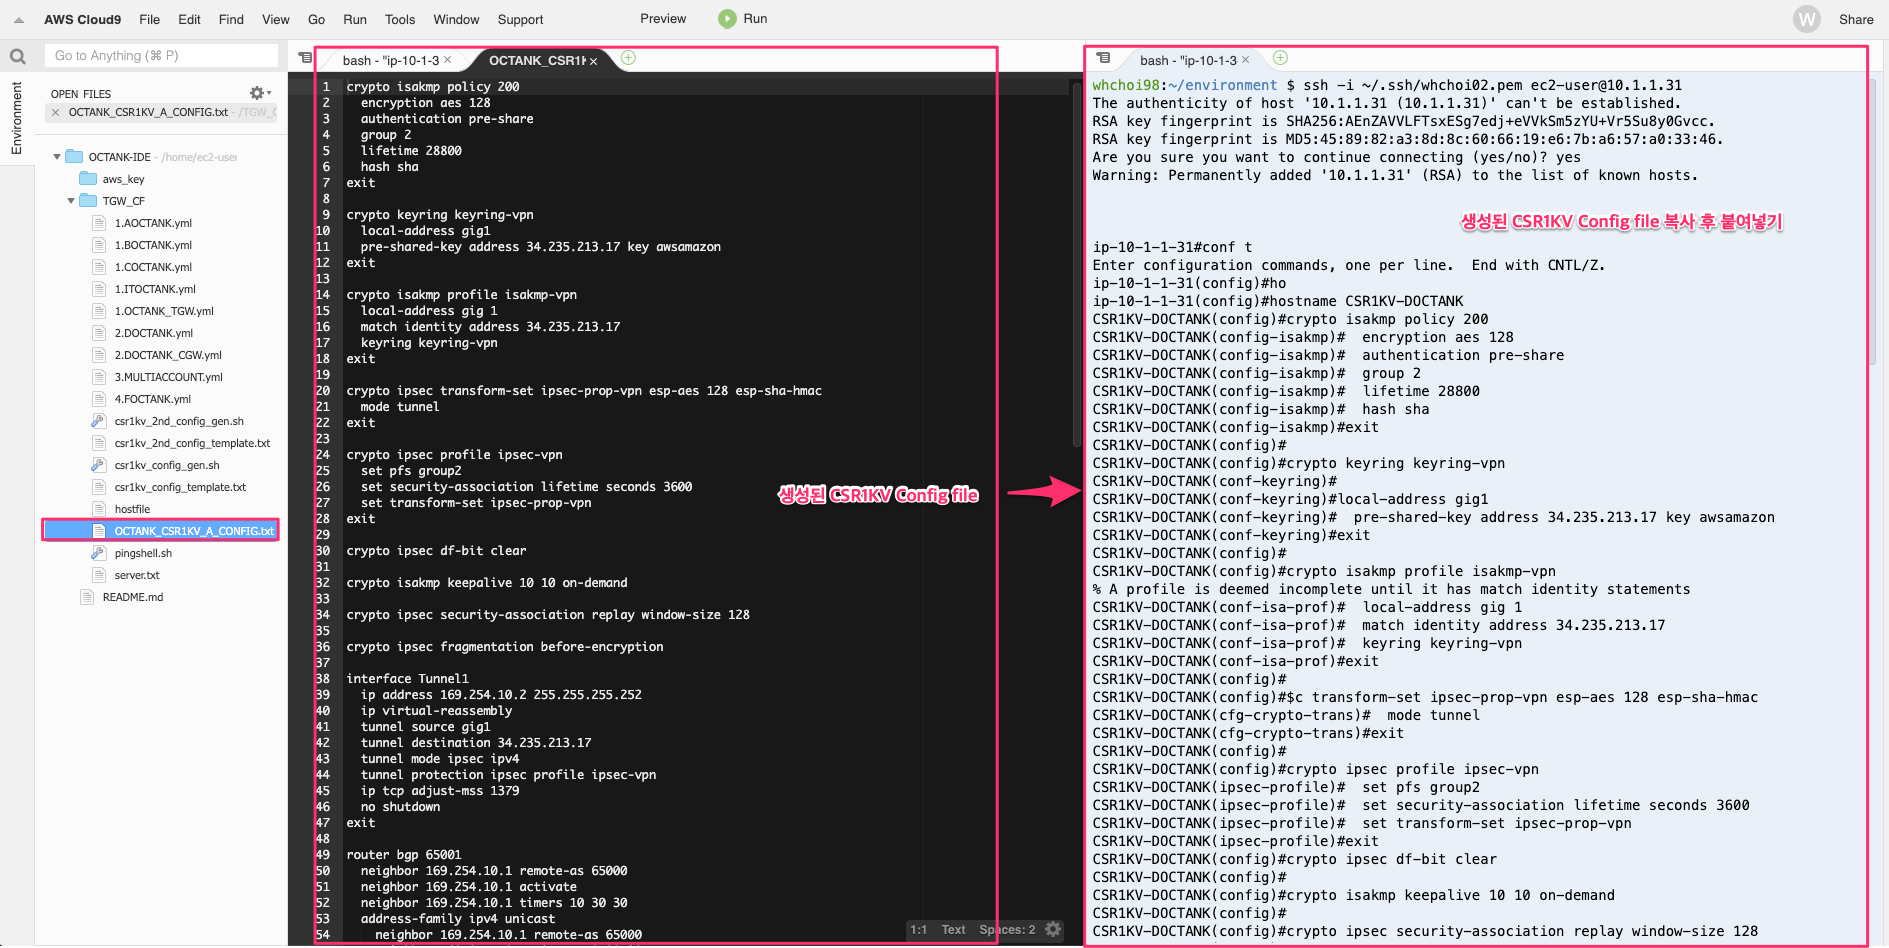 AWS Cloud9 File Edit Find View Go Run Tools Window Support Preview Run W Share
Go to Anything (⌘ P)
Environment
OPEN FILES
OCTANK_CSR1KV_A_CONFIG.txt - /TGW_C
OCTANK-IDE - /home/ec2-user
aws_key
TGW_CF
1.AOCTANK.yml
1.BOCTANK.yml
1.COCTANK.yml
1.ITOCTANK.yml
1.OCTANK_TGW.yml
2.DOCTANK.yml
2.DOCTANK_CGW.yml
3.MULTIACCOUNT.yml
4.FOCTANK.yml
csr1kv_2nd_config_gen.sh
csr1kv_2nd_config_template.txt
csr1kv_config_gen.sh
csr1kv_config_template.txt
hostfile
OCTANK_CSR1KV_A_CONFIG.txt
pingshell.sh
server.txt
README.md
bash - "ip-10-1-3 × OCTANK_CSR1K ×
1 crypto isakmp policy 200
2   encryption aes 128
3   authentication pre-share
4   group 2
5   lifetime 28800
6   hash sha
7 exit
8
9 crypto keyring keyring-vpn
10   local-address gig1
11   pre-shared-key address 34.235.213.17 key awsamazon
12 exit
13
14 crypto isakmp profile isakmp-vpn
15   local-address gig 1
16   match identity address 34.235.213.17
17   keyring keyring-vpn
18 exit
19
20 crypto ipsec transform-set ipsec-prop-vpn esp-aes 128 esp-sha-hmac
21   mode tunnel
22 exit
23
24 crypto ipsec profile ipsec-vpn
25   set pfs group2
26   set security-association lifetime seconds 3600
27   set transform-set ipsec-prop-vpn
28 exit
29
30 crypto ipsec df-bit clear
31
32 crypto isakmp keepalive 10 10 on-demand
33
34 crypto ipsec security-association replay window-size 128
35
36 crypto ipsec fragmentation before-encryption
37
38 interface Tunnel1
39   ip address 169.254.10.2 255.255.255.252
40   ip virtual-reassembly
41   tunnel source gig1
42   tunnel destination 34.235.213.17
43   tunnel mode ipsec ipv4
44   tunnel protection ipsec profile ipsec-vpn
45   ip tcp adjust-mss 1379
46   no shutdown
47 exit
48
49 router bgp 65001
50   neighbor 169.254.10.1 remote-as 65000
51   neighbor 169.254.10.1 activate
52   neighbor 169.254.10.1 timers 10 30 30
53   address-family ipv4 unicast
54     neighbor 169.254.10.1 remote-as 65000
생성된 CSR1KV Config file
1:1 Text Spaces: 2
bash - "ip-10-1-3 ×
whchoi98:~/environment $ ssh -i ~/.ssh/whchoi02.pem ec2-user@10.1.1.31
The authenticity of host '10.1.1.31 (10.1.1.31)' can't be established.
RSA key fingerprint is SHA256:AEnZAVVLFTsxESg7edj+eVVkSm5zYU+Vr5Su8y0Gvcc.
RSA key fingerprint is MD5:45:89:82:a3:8d:8c:60:66:19:e6:7b:a6:57:a0:33:46.
Are you sure you want to continue connecting (yes/no)? yes
Warning: Permanently added '10.1.1.31' (RSA) to the list of known hosts.
생성된 CSR1KV Config file 복사 후 붙여넣기
ip-10-1-1-31#conf t
Enter configuration commands, one per line.  End with CNTL/Z.
ip-10-1-1-31(config)#ho
ip-10-1-1-31(config)#hostname CSR1KV-DOCTANK
CSR1KV-DOCTANK(config)#crypto isakmp policy 200
CSR1KV-DOCTANK(config-isakmp)#  encryption aes 128
CSR1KV-DOCTANK(config-isakmp)#  authentication pre-share
CSR1KV-DOCTANK(config-isakmp)#  group 2
CSR1KV-DOCTANK(config-isakmp)#  lifetime 28800
CSR1KV-DOCTANK(config-isakmp)#  hash sha
CSR1KV-DOCTANK(config-isakmp)#exit
CSR1KV-DOCTANK(config)#
CSR1KV-DOCTANK(config)#crypto keyring keyring-vpn
CSR1KV-DOCTANK(conf-keyring)#
CSR1KV-DOCTANK(conf-keyring)#local-address gig1
CSR1KV-DOCTANK(conf-keyring)#  pre-shared-key address 34.235.213.17 key awsamazon
CSR1KV-DOCTANK(conf-keyring)#exit
CSR1KV-DOCTANK(config)#
CSR1KV-DOCTANK(config)#crypto isakmp profile isakmp-vpn
% A profile is deemed incomplete until it has match identity statements
CSR1KV-DOCTANK(conf-isa-prof)#  local-address gig 1
CSR1KV-DOCTANK(conf-isa-prof)#  match identity address 34.235.213.17
CSR1KV-DOCTANK(conf-isa-prof)#  keyring keyring-vpn
CSR1KV-DOCTANK(conf-isa-prof)#exit
CSR1KV-DOCTANK(config)#
CSR1KV-DOCTANK(config)#$c transform-set ipsec-prop-vpn esp-aes 128 esp-sha-hmac
CSR1KV-DOCTANK(cfg-crypto-trans)#  mode tunnel
CSR1KV-DOCTANK(cfg-crypto-trans)#exit
CSR1KV-DOCTANK(config)#
CSR1KV-DOCTANK(config)#crypto ipsec profile ipsec-vpn
CSR1KV-DOCTANK(ipsec-profile)#  set pfs group2
CSR1KV-DOCTANK(ipsec-profile)#  set security-association lifetime seconds 3600
CSR1KV-DOCTANK(ipsec-profile)#  set transform-set ipsec-prop-vpn
CSR1KV-DOCTANK(ipsec-profile)#exit
CSR1KV-DOCTANK(config)#crypto ipsec df-bit clear
CSR1KV-DOCTANK(config)#
CSR1KV-DOCTANK(config)#crypto isakmp keepalive 10 10 on-demand
CSR1KV-DOCTANK(config)#
CSR1KV-DOCTANK(config)#crypto ipsec security-association replay window-size 128